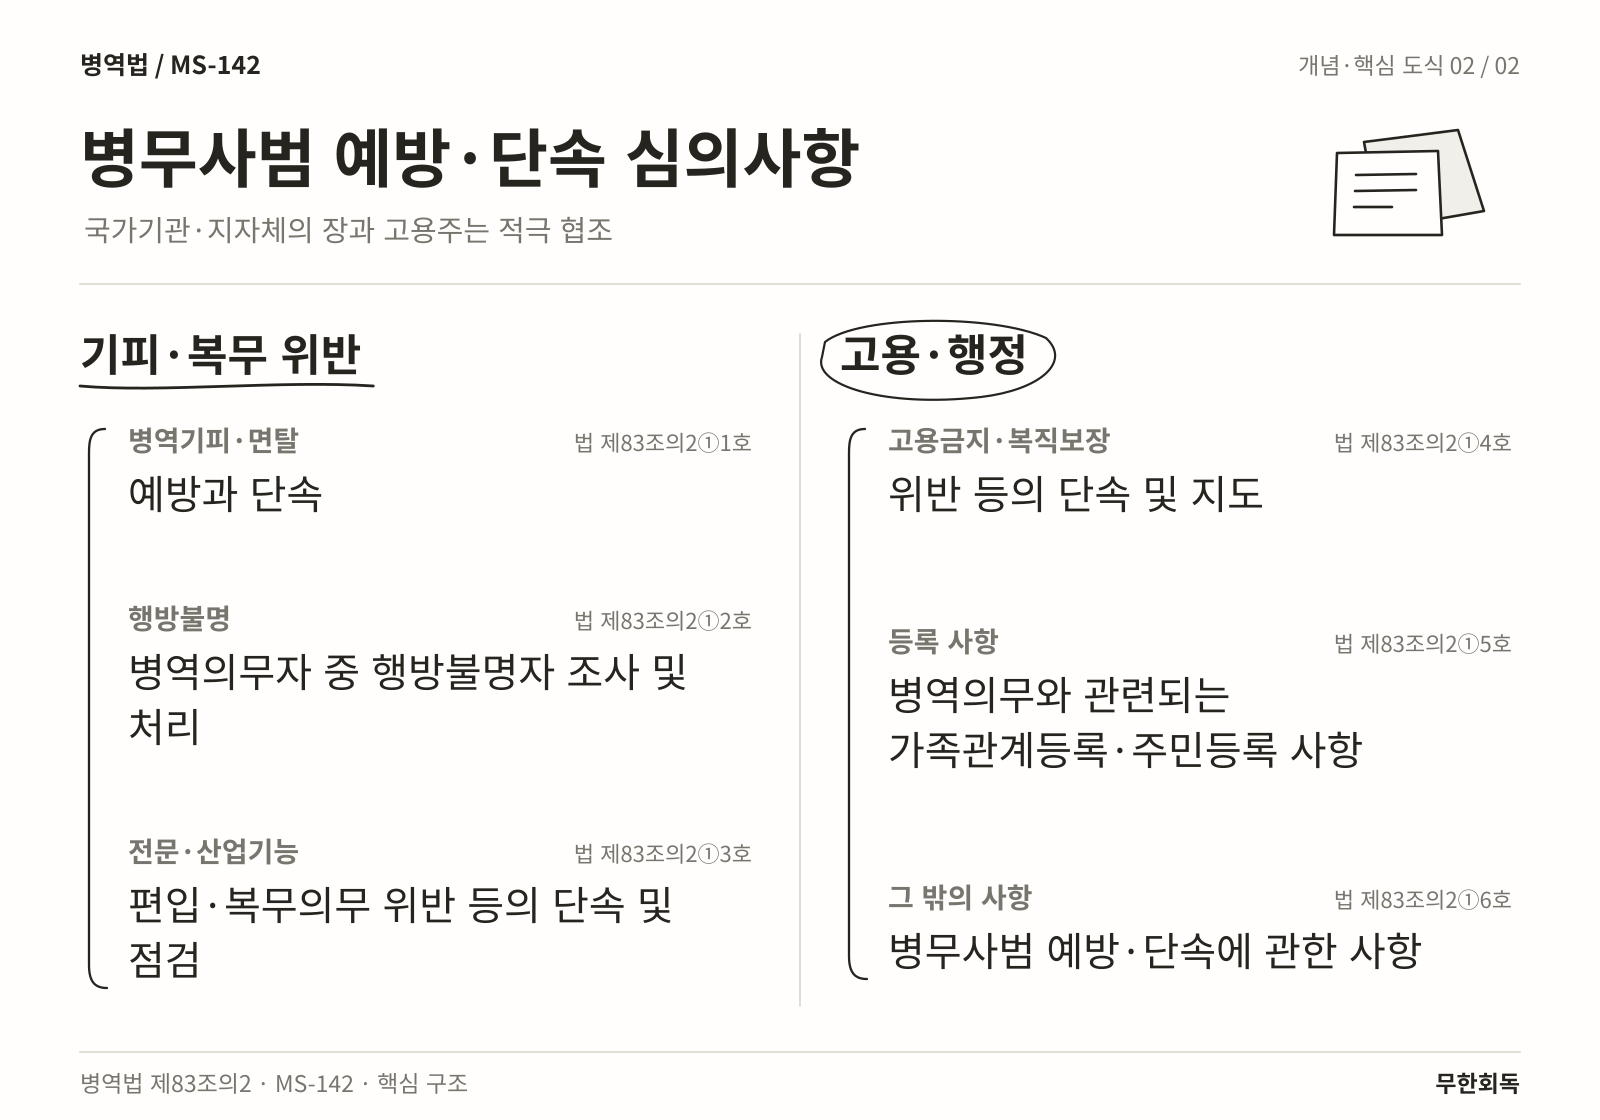 병역법 / MS-142
개념·핵심 도식 02 / 02
병무사범 예방·단속 심의사항
국가기관·지자체의 장과 고용주는 적극 협조
기피·복무 위반
병역기피·면탈 법 제83조의2①1호
예방과 단속
행방불명 법 제83조의2①2호
병역의무자 중 행방불명자 조사 및
처리
전문·산업기능 법 제83조의2①3호
편입·복무의무 위반 등의 단속 및
점검
고용·행정
고용금지·복직보장 법 제83조의2①4호
위반 등의 단속 및 지도
등록 사항 법 제83조의2①5호
병역의무와 관련되는
가족관계등록·주민등록 사항
그 밖의 사항 법 제83조의2①6호
병무사범 예방·단속에 관한 사항
병역법 제83조의2 · MS-142 · 핵심 구조
무한회독